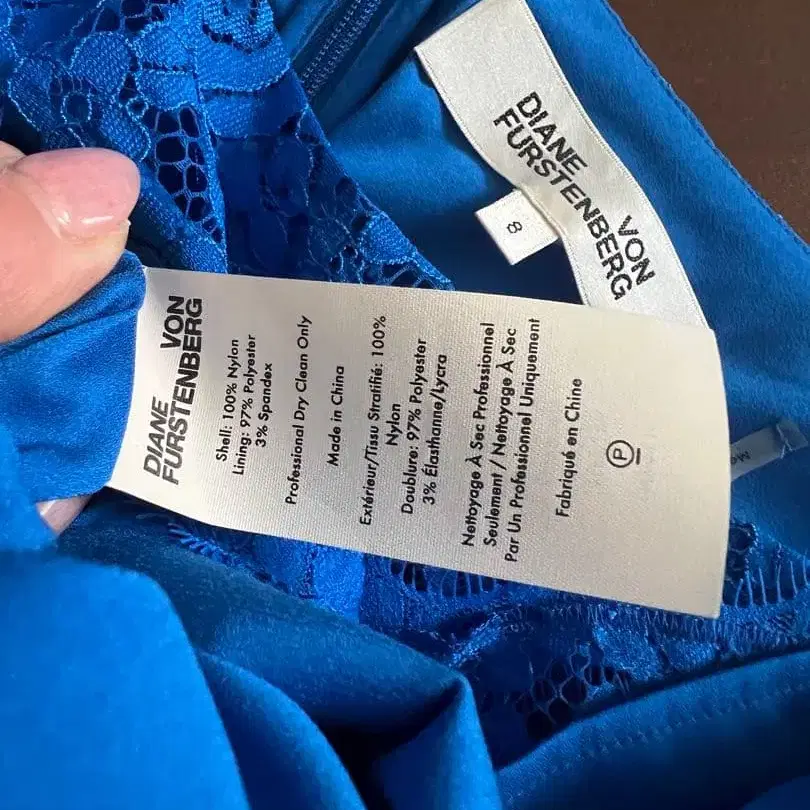 DIANE VON
FURSTENBERG
8
DIANE VON
FURSTENBERG
Shell: 100% Nylon
Lining: 97% Polyester
3% Spandex
Professional Dry Clean Only
Made in China
Extérieur/Tissu Stratifié: 100%
Nylon
Doublure: 97% Polyester
3% Élasthanne/Lycra
Nettoyage À Sec Professionnel
Seulement / Nettoyage À Sec
Par Un Professionnel Uniquement
Fabriqué en Chine
P